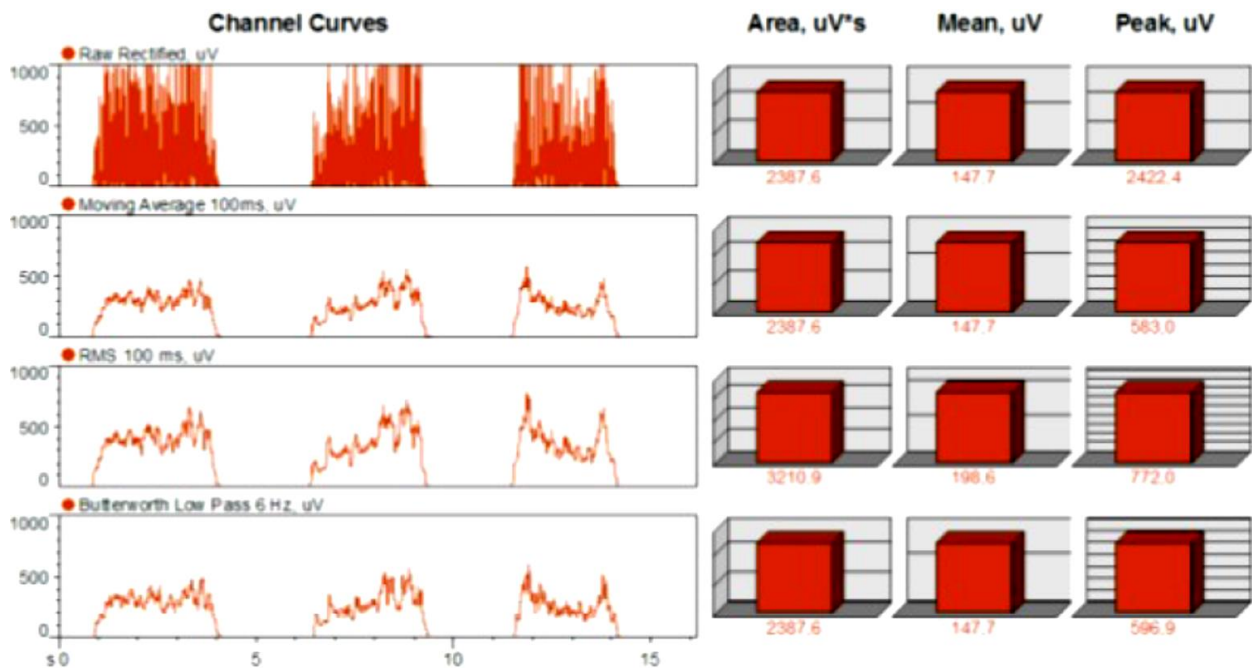 Channel Curves Area, uV*s Mean, uV Peak, uV
Raw Rectified, uV
1000
500
0
2387.6 147.7 2422.4
Moving Average 100ms, uV
1000
500
0
2387.6 147.7 583.0
RMS 100 ms, uV
1000
500
0
3210.9 198.6 772.0
Butterworth Low Pass 6 Hz, uV
1000
500
0
2387.6 147.7 596.9
s 0 5 10 15